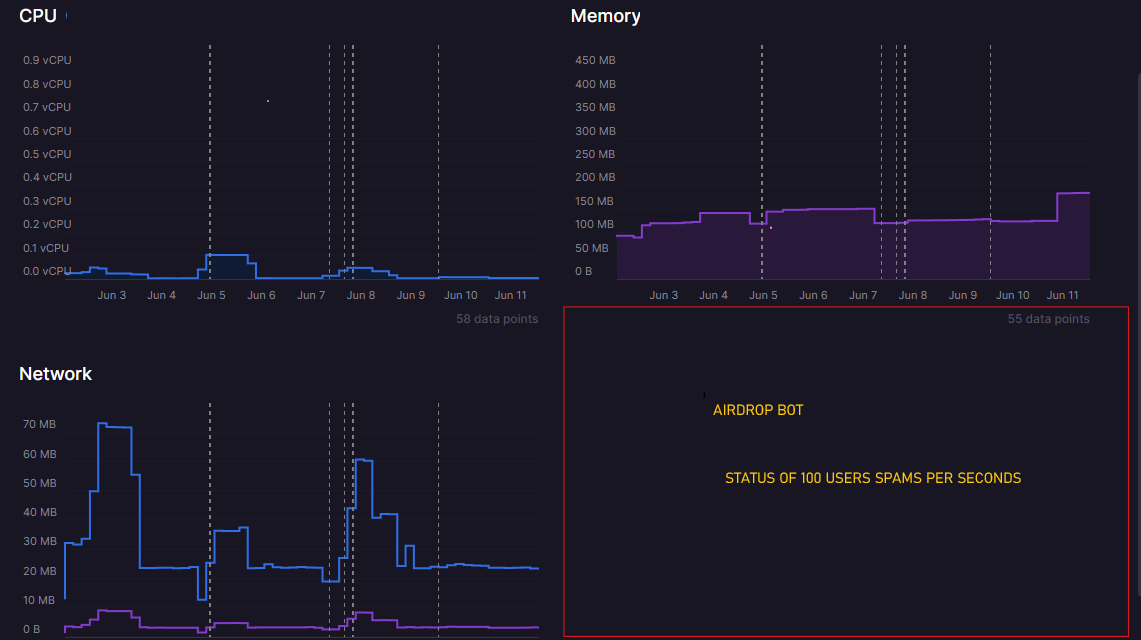 CPU
0.9 vCPU
0.8 vCPU
0.7 vCPU
0.6 vCPU
0.5 vCPU
0.4 vCPU
0.3 vCPU
0.2 vCPU
0.1 vCPU
0.0 vCPU
Jun 3 Jun 4 Jun 5 Jun 6 Jun 7 Jun 8 Jun 9 Jun 10 Jun 11
58 data points
Memory
450 MB
400 MB
350 MB
300 MB
250 MB
200 MB
150 MB
100 MB
50 MB
0 B
Jun 3 Jun 4 Jun 5 Jun 6 Jun 7 Jun 8 Jun 9 Jun 10 Jun 11
55 data points
Network
70 MB
60 MB
50 MB
40 MB
30 MB
20 MB
10 MB
0 B
AIRDROP BOT
STATUS OF 100 USERS SPAMS PER SECONDS